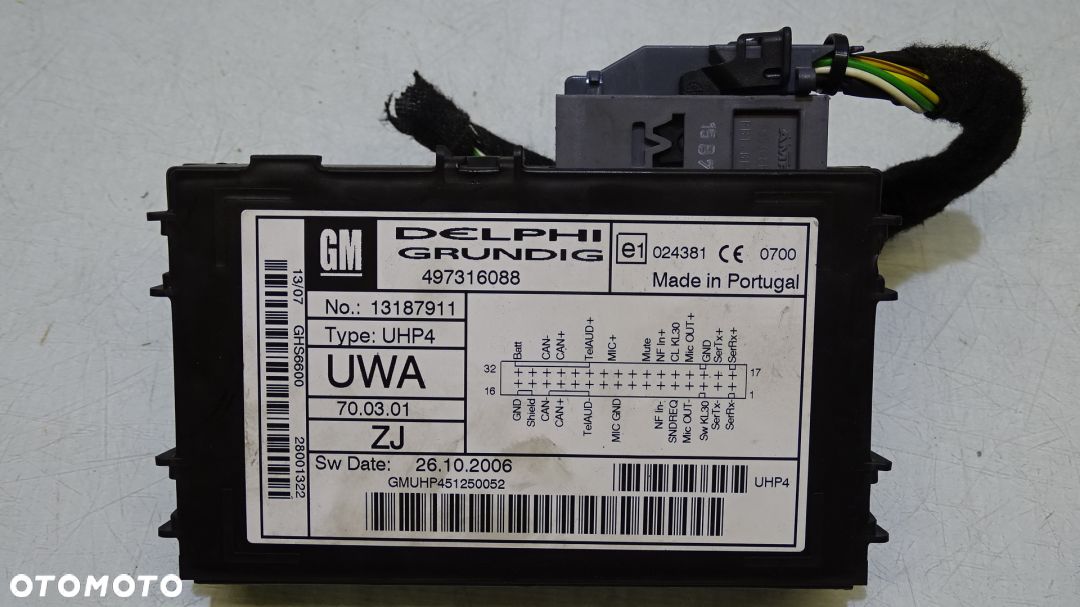 GM
DELPHI
GRUNDIG
497316088
e1 024381 CE 0700
Made in Portugal
No.: 13187911
Type: UHP4
UWA
70.03.01
ZJ
Sw Date: 26.10.2006
GMUHP451250052
UHP4
13/07 GHS6600 28001322
Batt CAN- CAN+ TelAUD+ MIC+ Mute NF In+ CL KL30 Mic OUT+ GND SerTx+ SerRx+
32 17
16 1
GND Shield CAN- CAN+ TelAUD- MIC GND NF In- SNDREQ Mic OUT- Sw KL30 SerTx- SerRx-
OTOMOTO